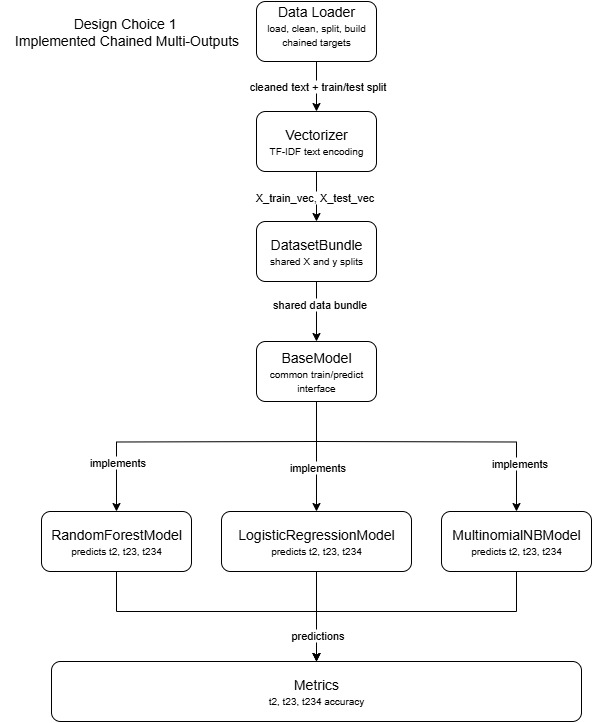 Design Choice 1
Implemented Chained Multi-Outputs
Data Loader
load, clean, split, build
chained targets
cleaned text + train/test split
Vectorizer
TF-IDF text encoding
X_train_vec, X_test_vec
DatasetBundle
shared X and y splits
shared data bundle
BaseModel
common train/predict
interface
implements
implements
implements
RandomForestModel
predicts t2, t23, t234
LogisticRegressionModel
predicts t2, t23, t234
MultinomialNBModel
predicts t2, t23, t234
predictions
Metrics
t2, t23, t234 accuracy